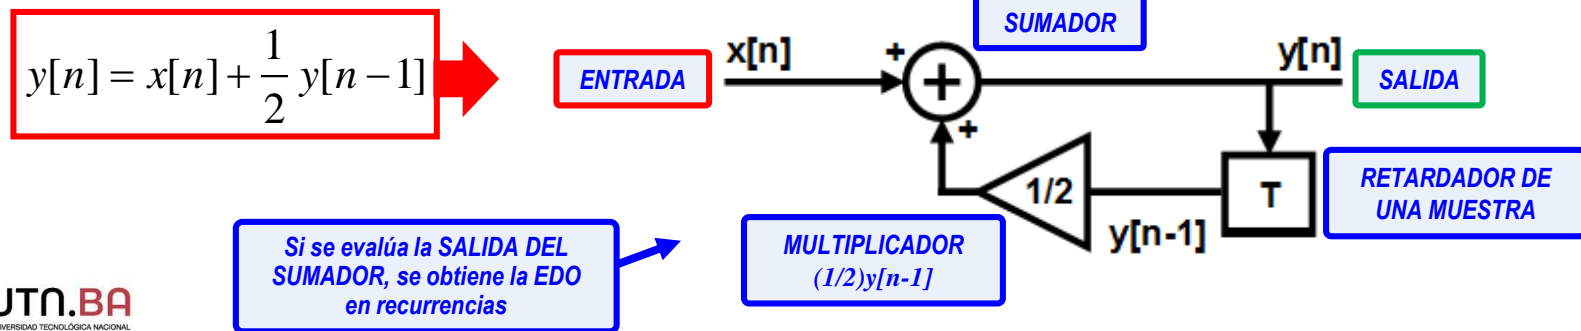 y[n] = x[n] + 1/2 y[n − 1]
ENTRADA
x[n]
+
+
+
SUMADOR
y[n]
SALIDA
1/2
T
y[n-1]
RETARDADOR DE
UNA MUESTRA
MULTIPLICADOR
(1/2)y[n-1]
Si se evalúa la SALIDA DEL
SUMADOR, se obtiene la EDO
en recurrencias
UTN.BA
UNIVERSIDAD TECNOLÓGICA NACIONAL